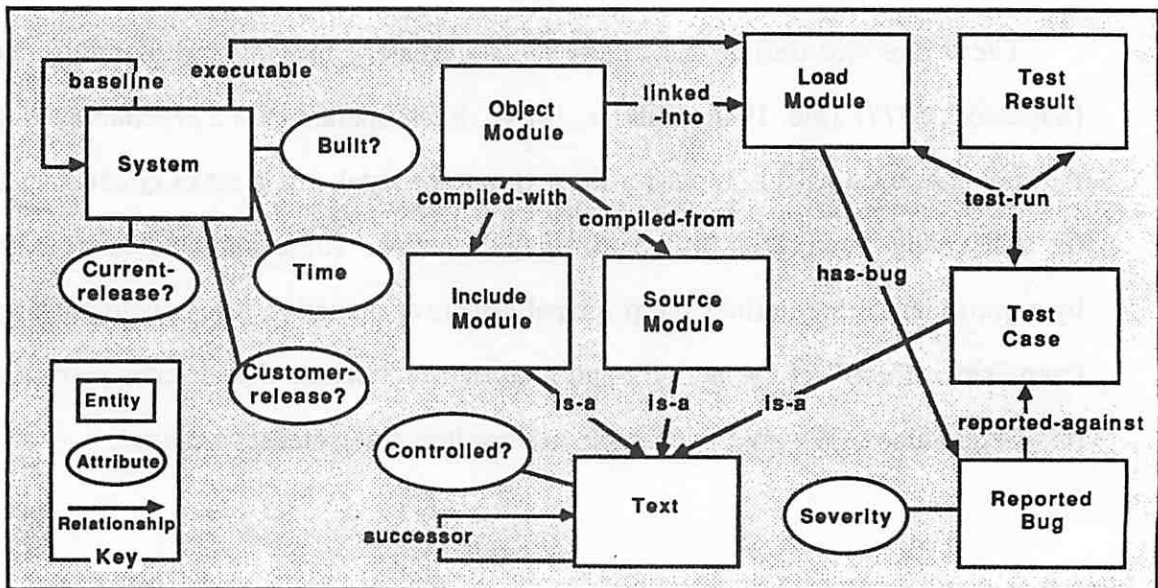 baseline
executable
System
Built?
Current-
release?
Time
Customer-
release?
Object
Module
linked
-Into
Load
Module
Test
Result
compiled-with
compiled-from
test-run
has-bug
Include
Module
Source
Module
Test
Case
is-a
is-a
is-a
reported-against
Controlled?
Text
successor
Severity
Reported
Bug
Entity
Attribute
Relationship
Key